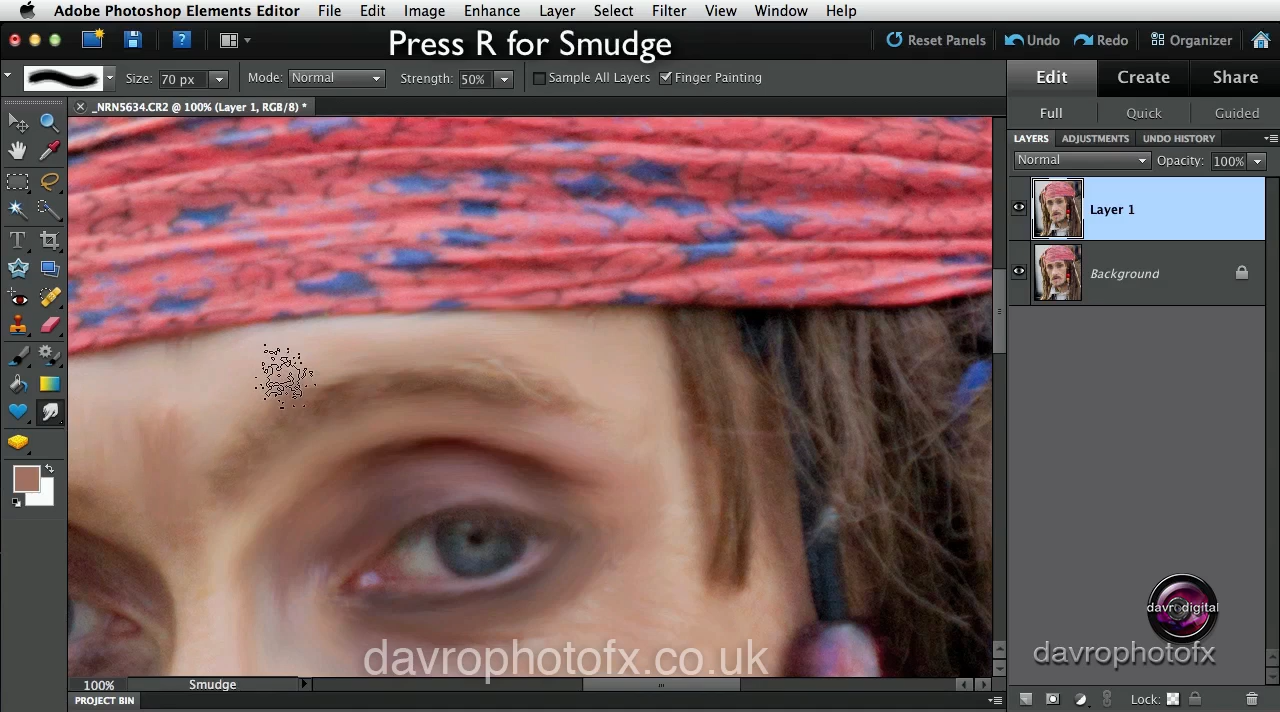 Adobe Photoshop Elements Editor File Edit Image Enhance Layer Select Filter View Window Help
Press R for Smudge
Reset Panels Undo Redo Organizer
Size: 70 px Mode: Normal Strength: 50% Sample All Layers Finger Painting
Edit Create Share
_NRN5634.CR2 @ 100% (Layer 1, RGB/8) *
Full Quick Guided
LAYERS ADJUSTMENTS UNDO HISTORY
Normal Opacity: 100%
Layer 1
Background
davrodigital
davrophotofx.co.uk
davrophotofx
100% Smudge
PROJECT BIN
Lock: